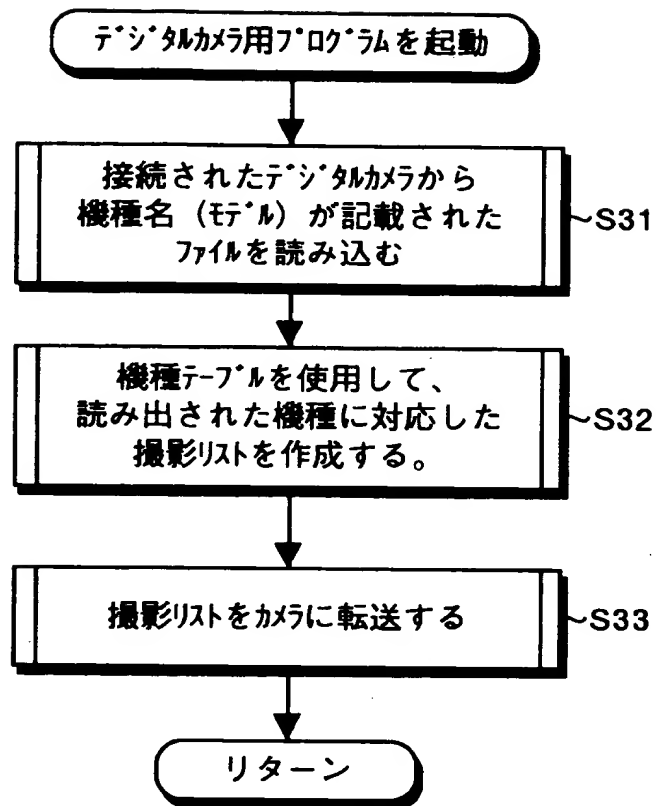 デジタルカメラ用プログラムを起動
接続されたデジタルカメラから
機種名（モデル）が記載された
ファイルを読み込む
~S31
機種テーブルを使用して、
読み出された機種に対応した
撮影リストを作成する。
~S32
撮影リストをカメラに転送する
~S33
リターン